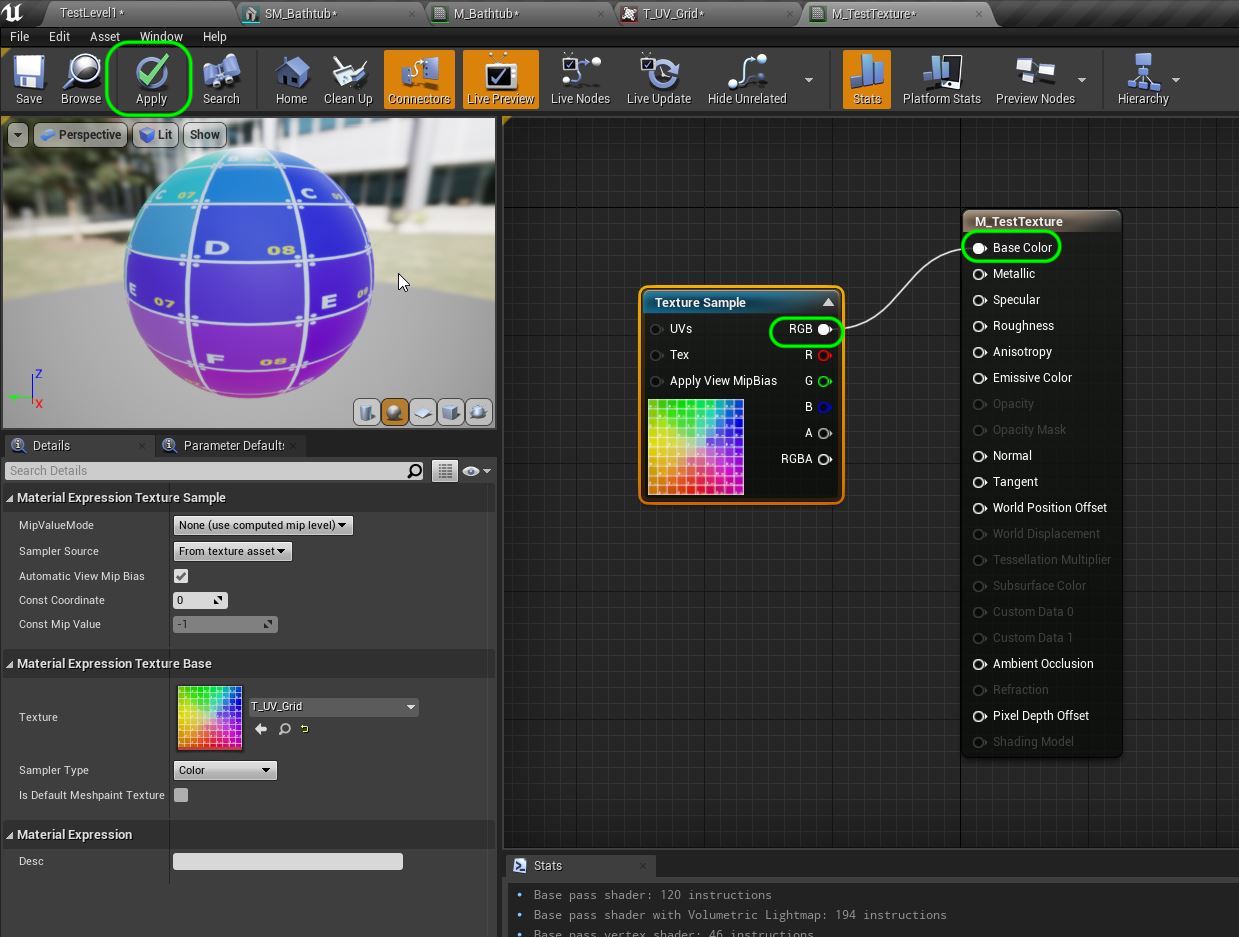 TestLevel1*
SM_Bathtub*
M_Bathtub*
T_UV_Grid*
M_TestTexture*
File Edit Asset Window Help
Save
Browse
Apply
Search
Home
Clean Up
Connectors
Live Preview
Live Nodes
Live Update
Hide Unrelated
Stats
Platform Stats
Preview Nodes
Hierarchy
Perspective
Lit
Show
C 07
C
D 08
E 07
E
F 08
Z
X
Details
Parameter Defaults
Search Details
Material Expression Texture Sample
MipValueMode None (use computed mip level)
Sampler Source From texture asset
Automatic View Mip Bias
Const Coordinate 0
Const Mip Value -1
Material Expression Texture Base
Texture T_UV_Grid
Sampler Type Color
Is Default Meshpaint Texture
Material Expression
Desc
Texture Sample
UVs RGB
Tex R
Apply View MipBias G
B
A
RGBA
M_TestTexture
Base Color
Metallic
Specular
Roughness
Anisotropy
Emissive Color
Opacity
Opacity Mask
Normal
Tangent
World Position Offset
World Displacement
Tessellation Multiplier
Subsurface Color
Custom Data 0
Custom Data 1
Ambient Occlusion
Refraction
Pixel Depth Offset
Shading Model
Stats
Base pass shader: 120 instructions
Base pass shader with Volumetric Lightmap: 194 instructions
Base pass vertex shader: 46 instructions